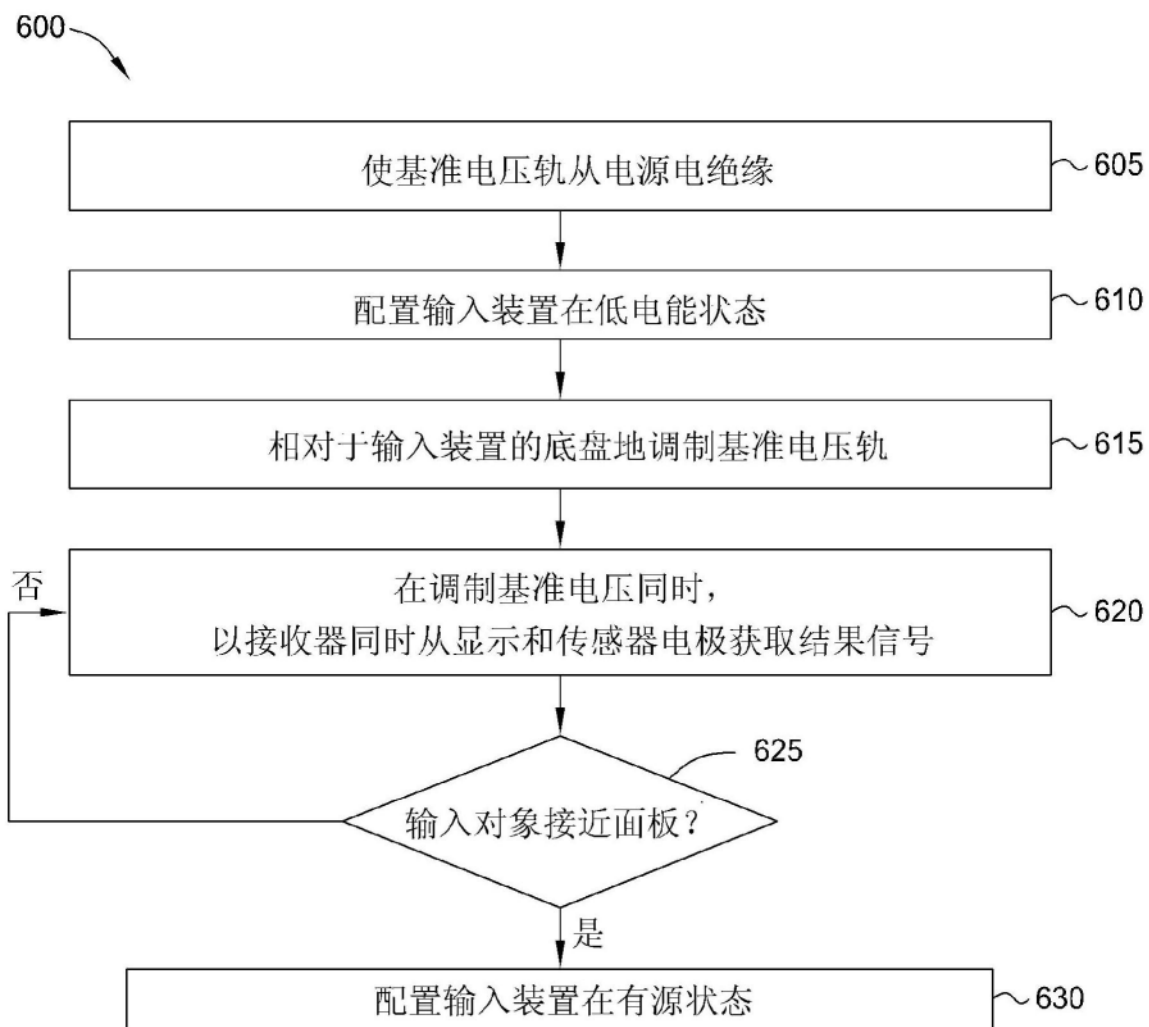 600
使基准电压轨从电源电绝缘
605
配置输入装置在低电能状态
610
相对于输入装置的底盘地调制基准电压轨
615
否
在调制基准电压同时，
以接收器同时从显示和传感器电极获取结果信号
620
625
输入对象接近面板？
是
配置输入装置在有源状态
630